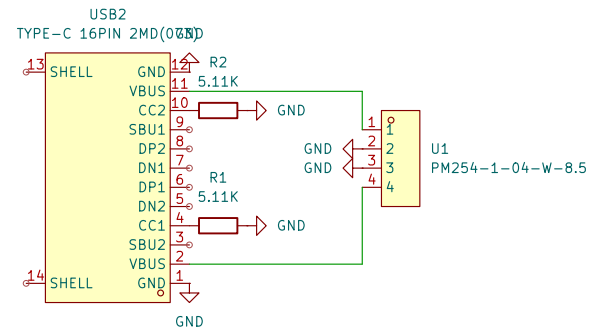 USB2
TYPE-C 16PIN 2MD(073)
GND
13 SHELL
GND 12
VBUS 11
CC2 10
SBU1 9
DP2 8
DN1 7
DP1 6
DN2 5
CC1 4
SBU2 3
VBUS 2
14 SHELL
GND 1
GND
R2
5.11K
GND
R1
5.11K
GND
1 1
GND 2 2
GND 3 3
4 4
U1
PM254-1-04-W-8.5